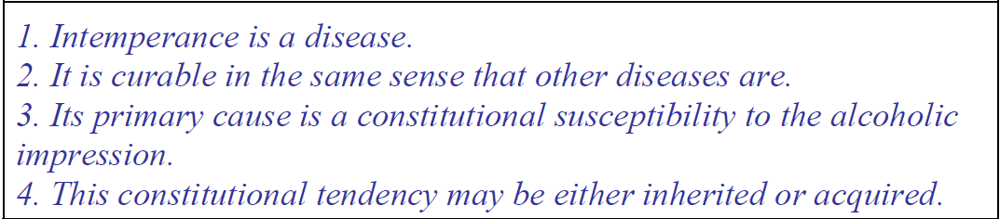 1. Intemperance is a disease.
2. It is curable in the same sense that other diseases are.
3. Its primary cause is a constitutional susceptibility to the alcoholic
impression.
4. This constitutional tendency may be either inherited or acquired.